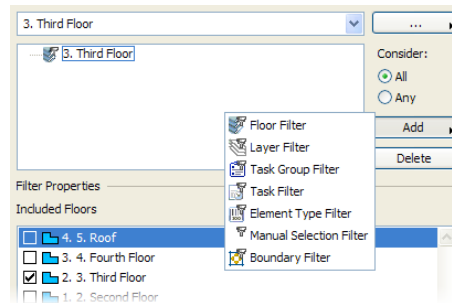 3. Third Floor
...
3. Third Floor
Consider:
All
Any
Floor Filter
Add
Layer Filter
Delete
Task Group Filter
Task Filter
Element Type Filter
Manual Selection Filter
Boundary Filter
Filter Properties
Included Floors
4. 5. Roof
3. 4. Fourth Floor
2. 3. Third Floor
1. 2. Second Floor